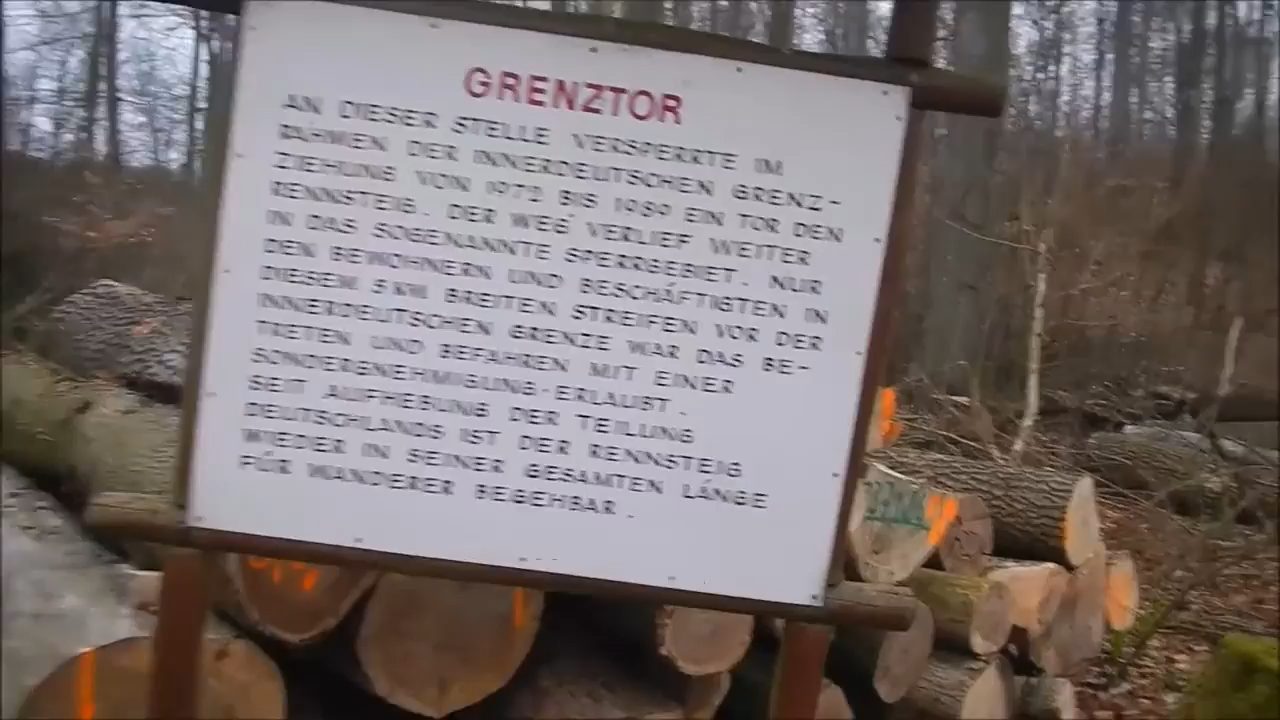 GRENZTOR
AN DIESER STELLE VERSPERRTE IM
RAHMEN DER INNERDEUTSCHEN GRENZ-
ZIEHUNG VON 1972 BIS 1989 EIN TOR DEN
RENNSTEIG. DER WEG VERLIEF WEITER
IN DAS SOGENANNTE SPERRGEBIET. NUR
DEN BEWOHNERN UND BESCHÄFTIGTEN IN
DIESEM 5 KM BREITEN STREIFEN VOR DER
INNERDEUTSCHEN GRENZE WAR DAS BE-
TRETEN UND BEFAHREN MIT EINER
SONDERGENEHMIGUNG ERLAUBT.
SEIT AUFHEBUNG DER TEILUNG
DEUTSCHLANDS IST DER RENNSTEIG
WIEDER IN SEINER GESAMTEN LÄNGE
FÜR WANDERER BEGEHBAR.